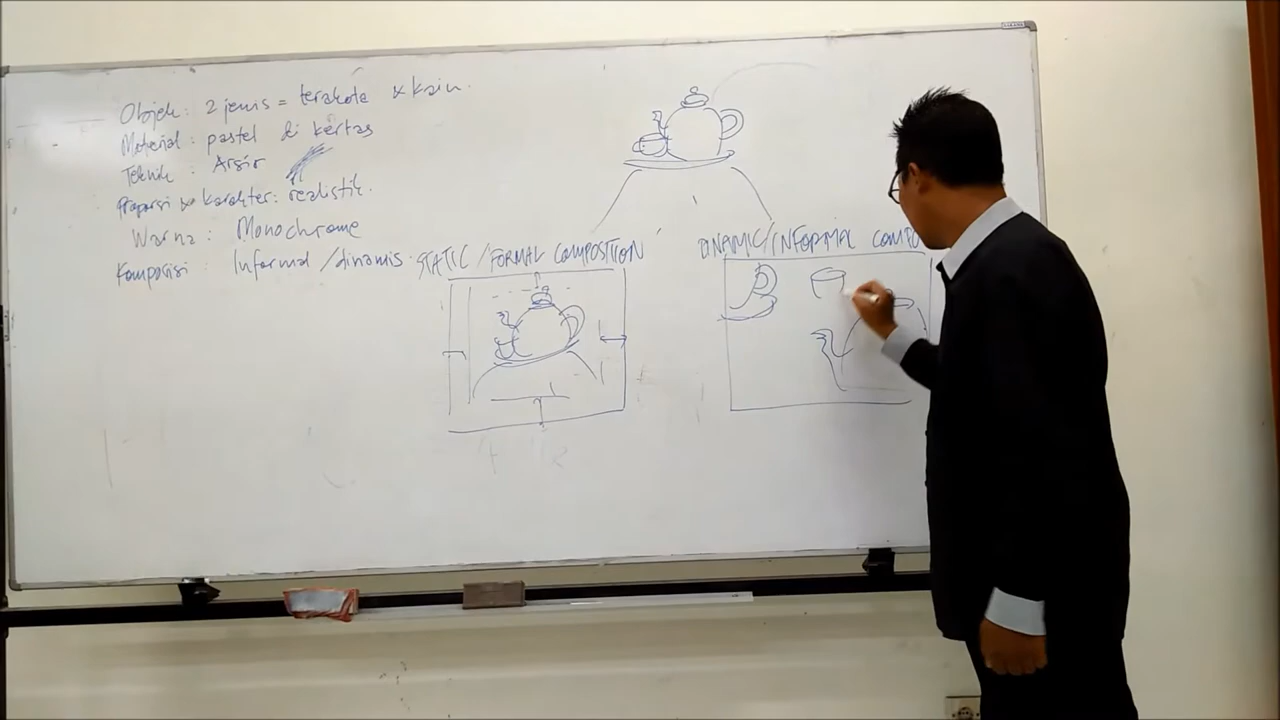 Objek : 2 jenis = terakota & kain.
Material : pastel di kertas
Teknik : Arsir
Proporsi & karakter : realistik.
Warna : Monochrome
Komposisi : Informal / dinamis.
STATIC / FORMAL COMPOSITION
DINAMIC / INFORMAL COMPO